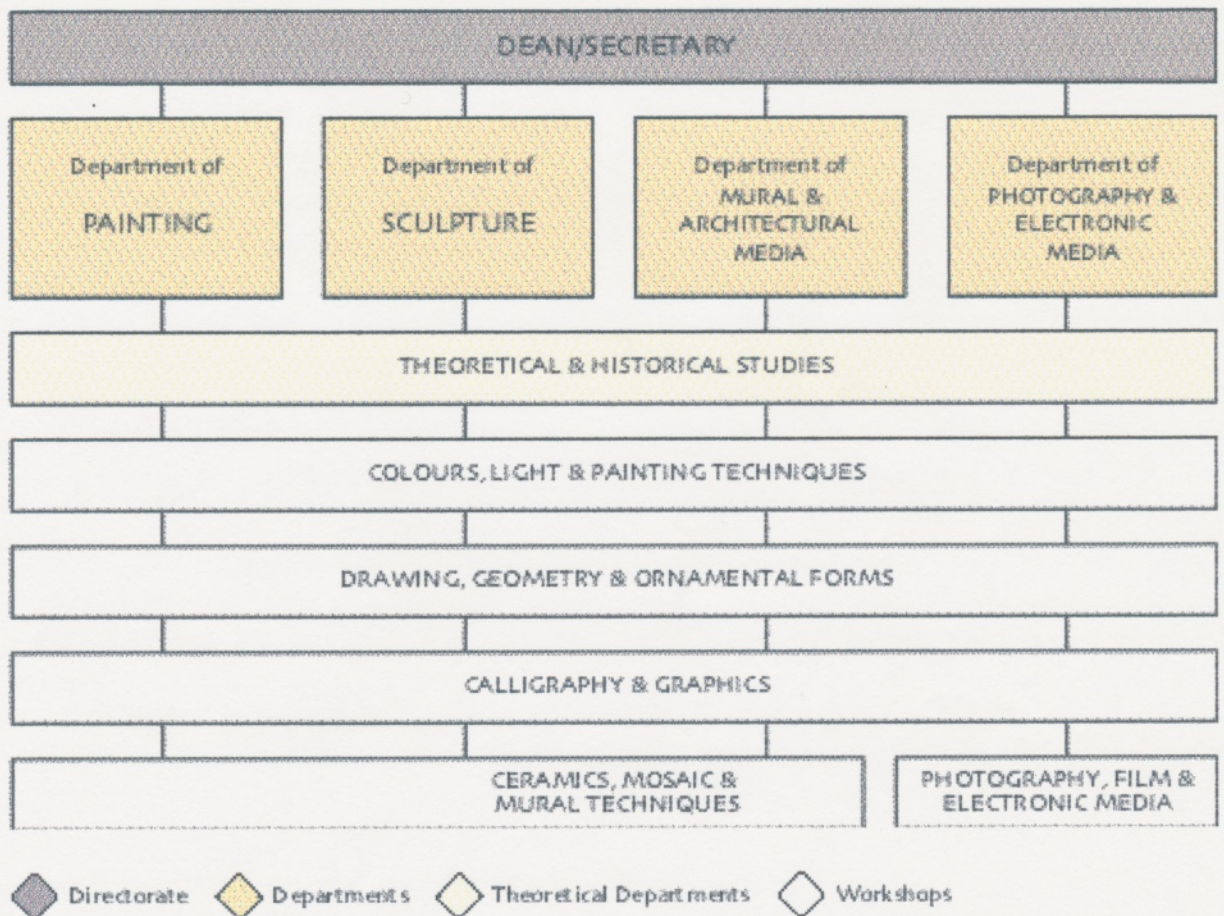 DEAN/SECRETARY
Department of
PAINTING
Department of
SCULPTURE
Department of
MURAL &
ARCHITECTURAL
MEDIA
Department of
PHOTOGRAPHY &
ELECTRONIC
MEDIA
THEORETICAL & HISTORICAL STUDIES
COLOURS, LIGHT & PAINTING TECHNIQUES
DRAWING, GEOMETRY & ORNAMENTAL FORMS
CALLIGRAPHY & GRAPHICS
CERAMICS, MOSAIC &
MURAL TECHNIQUES
PHOTOGRAPHY, FILM &
ELECTRONIC MEDIA
Directorate
Departments
Theoretical Departments
Workshops